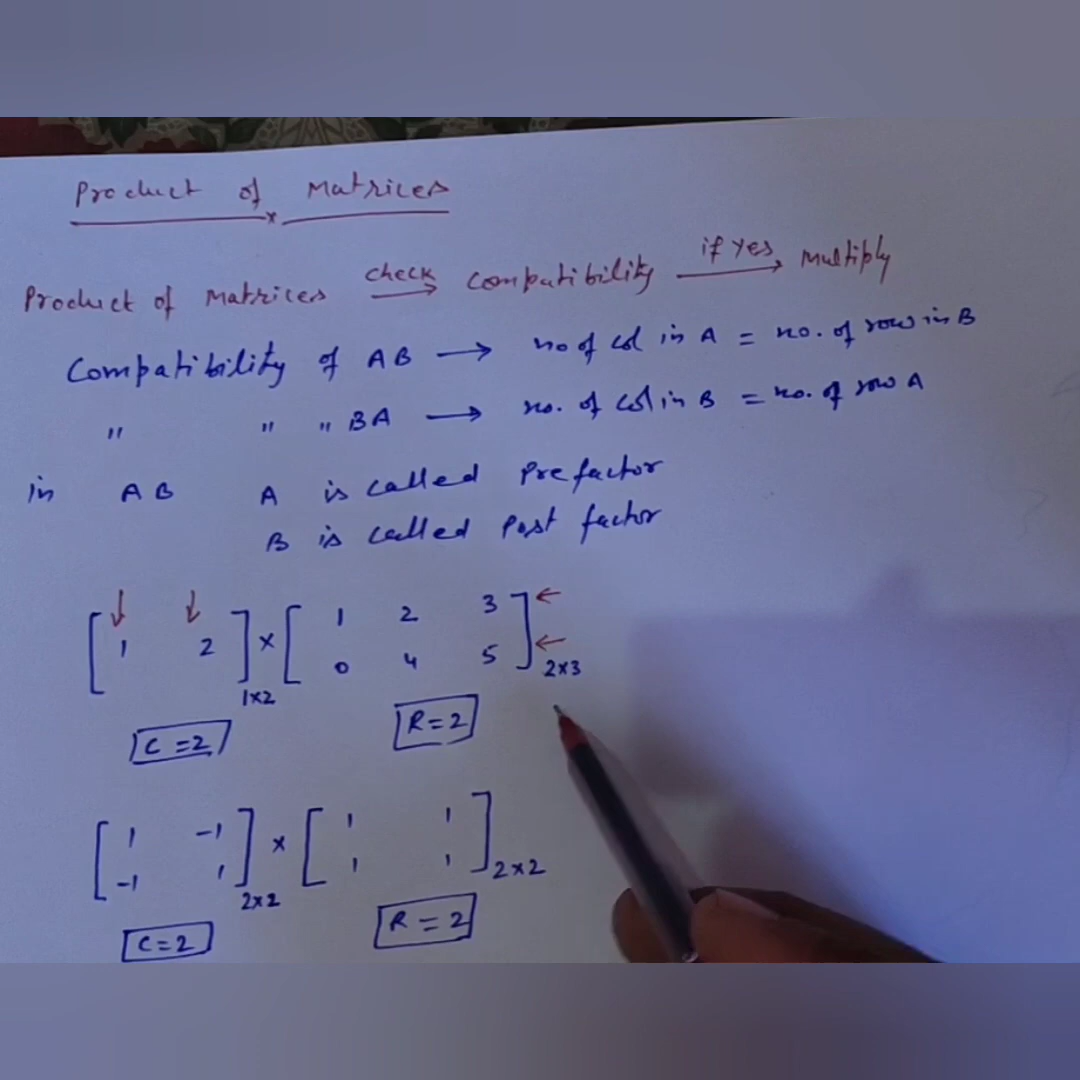 Product of Matrices
Product of Matrices check → Compatibility if yes → Multiply
Compatibility of AB → no of col in A = no. of row in B
" " " BA → no. of col in B = no. of row A
in AB A is called Prefactor
B is called Post factor
[ 1 2 ] 1×2 × [ 1 2 3
0 4 5 ] 2×3
C = 2 R = 2
[ 1 -1 × [ 1 1
-1 1 ] 2×2 1 1 ] 2×2
C = 2 R = 2